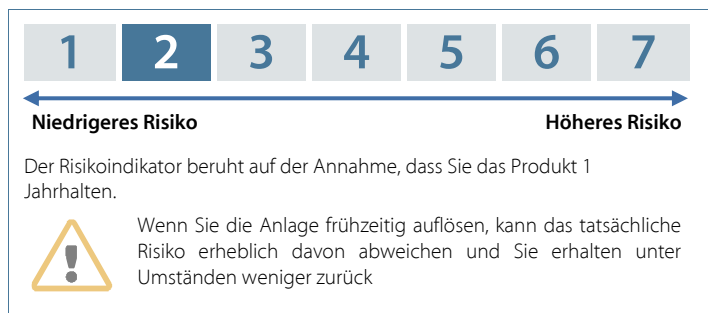 1 2 3 4 5 6 7
Niedrigeres Risiko Höheres Risiko
Der Risikoindikator beruht auf der Annahme, dass Sie das Produkt 1
Jahrhalten.
Wenn Sie die Anlage frühzeitig auflösen, kann das tatsächliche
Risiko erheblich davon abweichen und Sie erhalten unter
Umständen weniger zurück